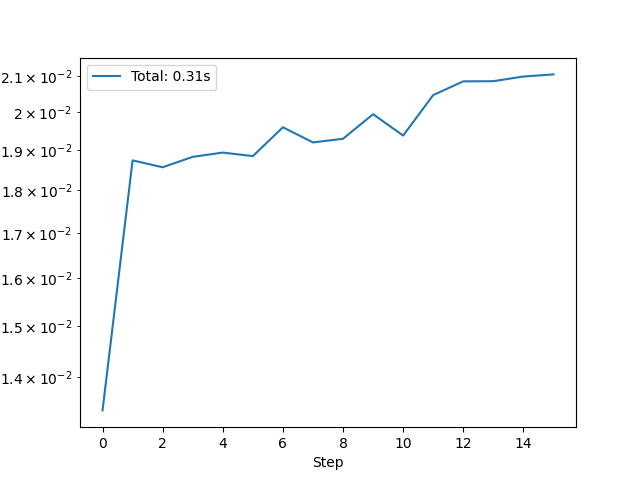 Total: 0.31s
2.1 × 10⁻²
2 × 10⁻²
1.9 × 10⁻²
1.8 × 10⁻²
1.7 × 10⁻²
1.6 × 10⁻²
1.5 × 10⁻²
1.4 × 10⁻²
0 2 4 6 8 10 12 14
Step